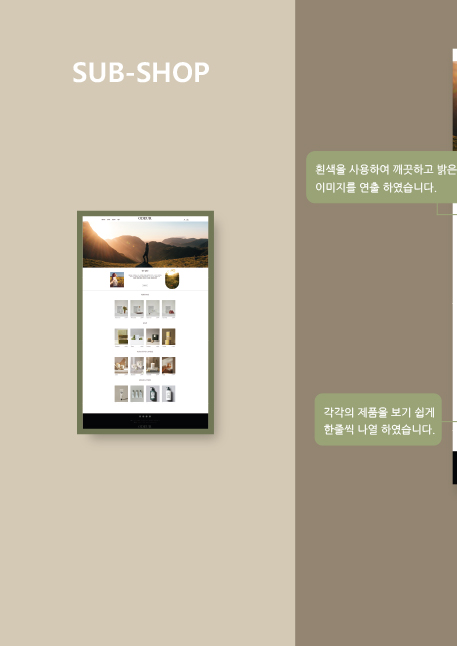 SUB-SHOP
흰색을 사용하여 깨끗하고 밝은
이미지를 연출 하였습니다.
각각의 제품을 보기 쉽게
한줄씩 나열 하였습니다.